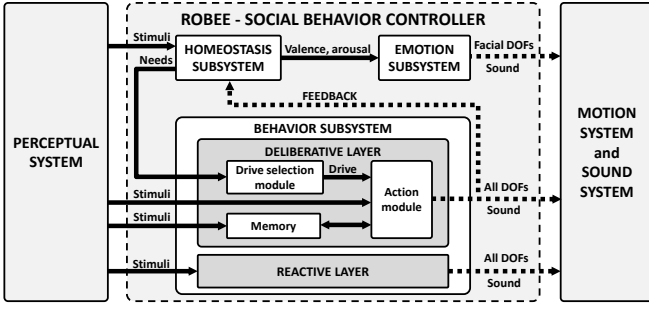 ROBEE - SOCIAL BEHAVIOR CONTROLLER
Stimuli
HOMEOSTASIS
SUBSYSTEM
Valence, arousal
EMOTION
SUBSYSTEM
Facial DOFs
Sound
Needs
FEEDBACK
PERCEPTUAL
SYSTEM
MOTION
SYSTEM
and
SOUND
SYSTEM
BEHAVIOR SUBSYSTEM
DELIBERATIVE LAYER
Drive selection
module
Drive
Action
module
All DOFs
Sound
Stimuli
Stimuli
Memory
Stimuli
REACTIVE LAYER
All DOFs
Sound